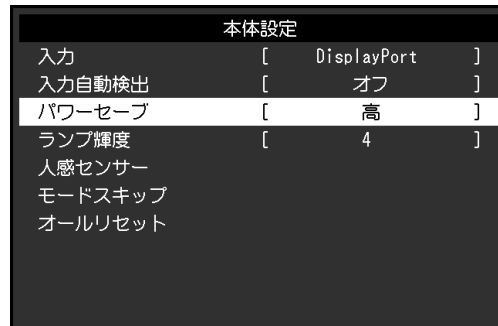 本体設定
入力 [ DisplayPort ]
入力自動検出 [ オフ ]
パワーセーブ [ 高 ]
ランプ輝度 [ 4 ]
人感センサー
モードスキップ
オールリセット